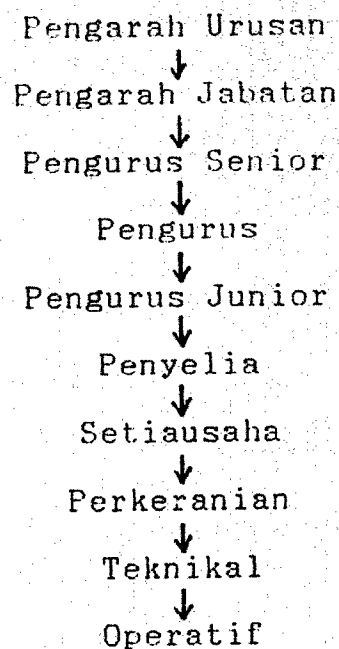 Pengarah Urusan
↓
Pengarah Jabatan
↓
Pengurus Senior
↓
Pengurus
↓
Pengurus Junior
↓
Penyelia
↓
Setiausaha
↓
Perkeranian
↓
Teknikal
↓
Operatif